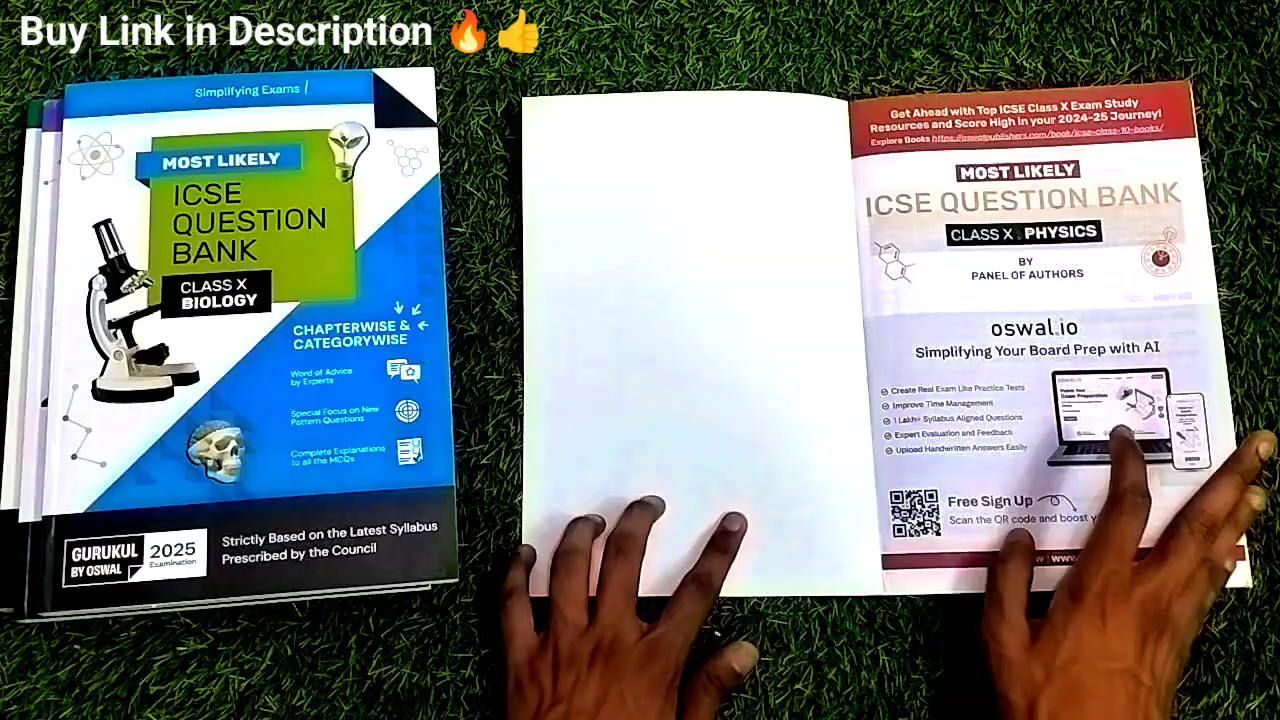 Buy Link in Description 🔥👍
Simplifying Exams
MOST LIKELY
ICSE
QUESTION
BANK
CLASS X
BIOLOGY
CHAPTERWISE &
CATEGORYWISE
Word of Advice
by Experts
Special Focus on New
Pattern Questions
Complete Explanations
to all the MCQs
GURUKUL
BY OSWAL
2025
Examination
Strictly Based on the Latest Syllabus
Prescribed by the Council
Get Ahead with Top ICSE Class X Exam Study
Resources and Score High in your 2024-25 Journey!
Explore Books https://oswalpublishers.com/book/icse-class-10-books/
MOST LIKELY
ICSE QUESTION BANK
CLASS X : PHYSICS
BY
PANEL OF AUTHORS
oswal.io
Simplifying Your Board Prep with AI
Create Real Exam Like Practice Tests
Improve Time Management
1 Lakh+ Syllabus Aligned Questions
Expert Evaluation and Feedback
Upload Handwritten Answers Easily
Free Sign Up
Scan the QR code and boost